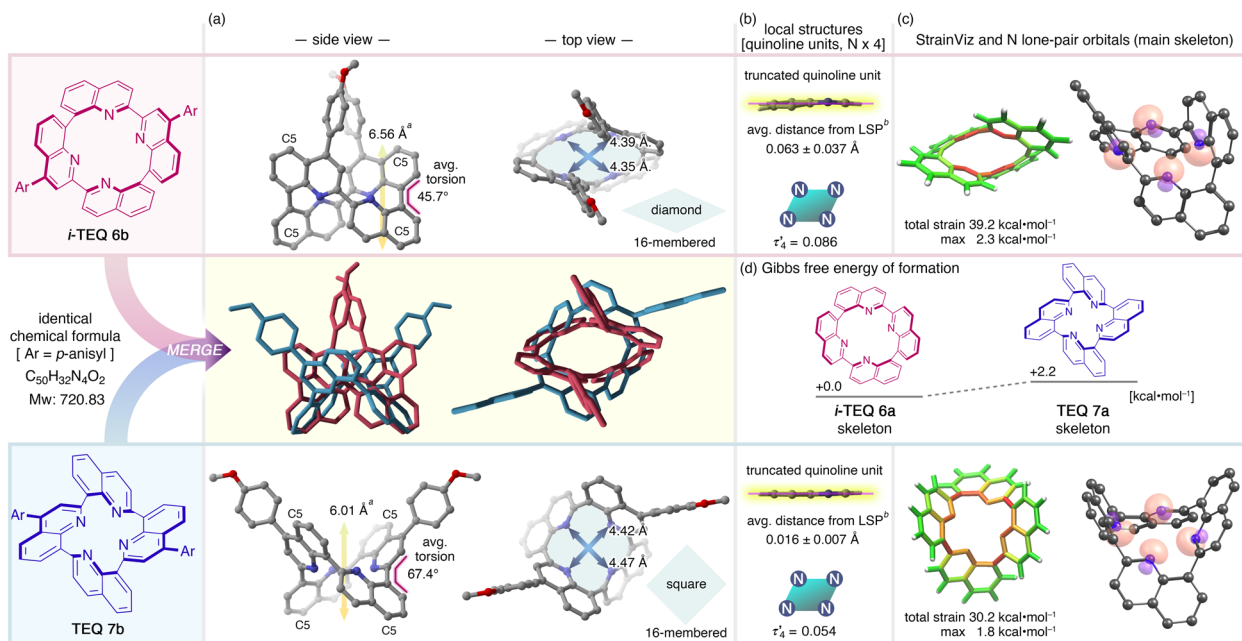 (a)
— side view —
— top view —
(b)
local structures
[quinoline units, N x 4]
(c)
StrainViz and N lone-pair orbitals (main skeleton)
Ar
N
N
N
N
Ar
i-TEQ 6b
C5
6.56 Åᵃ
C5
avg.
torsion
45.7º
C5
C5
4.39 Å.
4.35 Å.
diamond
16-membered
truncated quinoline unit
avg. distance from LSPᵇ
0.063 ± 0.037 Å
N
N
N
N
τ'₄ = 0.086
total strain 39.2 kcal•mol⁻¹
max 2.3 kcal•mol⁻¹
identical
chemical formula
[ Ar = p-anisyl ]
C₅₀H₃₂N₄O₂
Mw: 720.83
MERGE
(d) Gibbs free energy of formation
N
N
N
N
+0.0
i-TEQ 6a
skeleton
N
N
N
N
+2.2
TEQ 7a
skeleton
[kcal•mol⁻¹]
Ar
N
N
N
N
Ar
TEQ 7b
C5
6.01 Åᵃ
C5
avg.
torsion
67.4º
C5
C5
4.42 Å
4.47 Å
square
16-membered
truncated quinoline unit
avg. distance from LSPᵇ
0.016 ± 0.007 Å
N
N
N
N
τ'₄ = 0.054
total strain 30.2 kcal•mol⁻¹
max 1.8 kcal•mol⁻¹